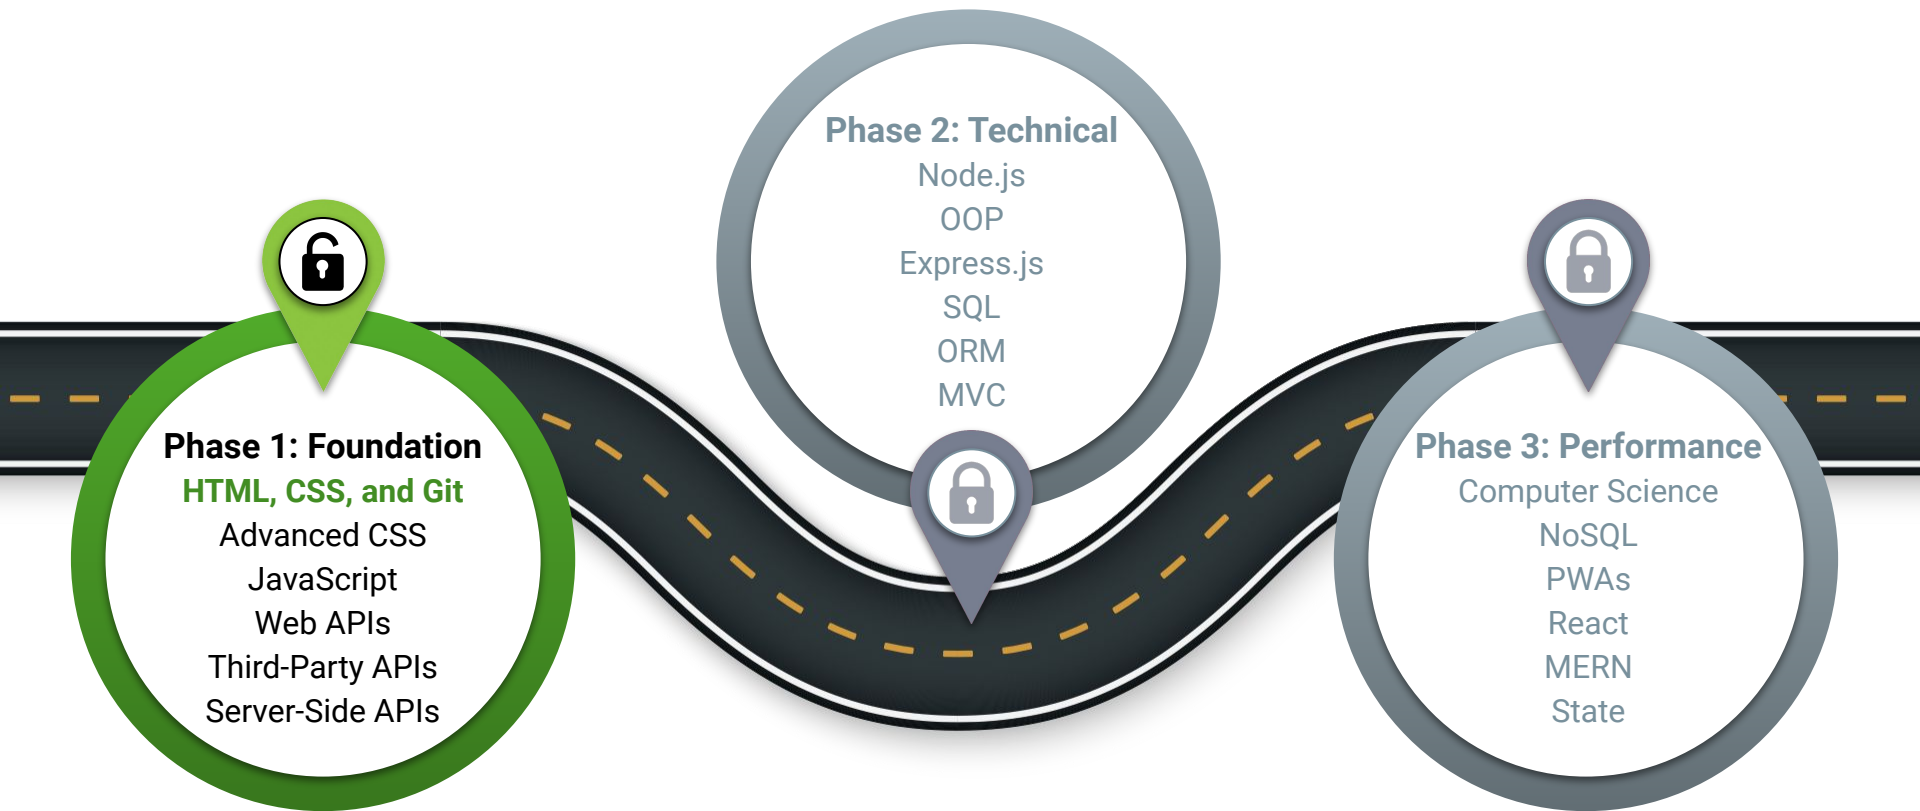 Phase 1: Foundation
HTML, CSS, and Git
Advanced CSS
JavaScript
Web APIs
Third-Party APIs
Server-Side APIs
Phase 2: Technical
Node.js
OOP
Express.js
SQL
ORM
MVC
Phase 3: Performance
Computer Science
NoSQL
PWAs
React
MERN
State